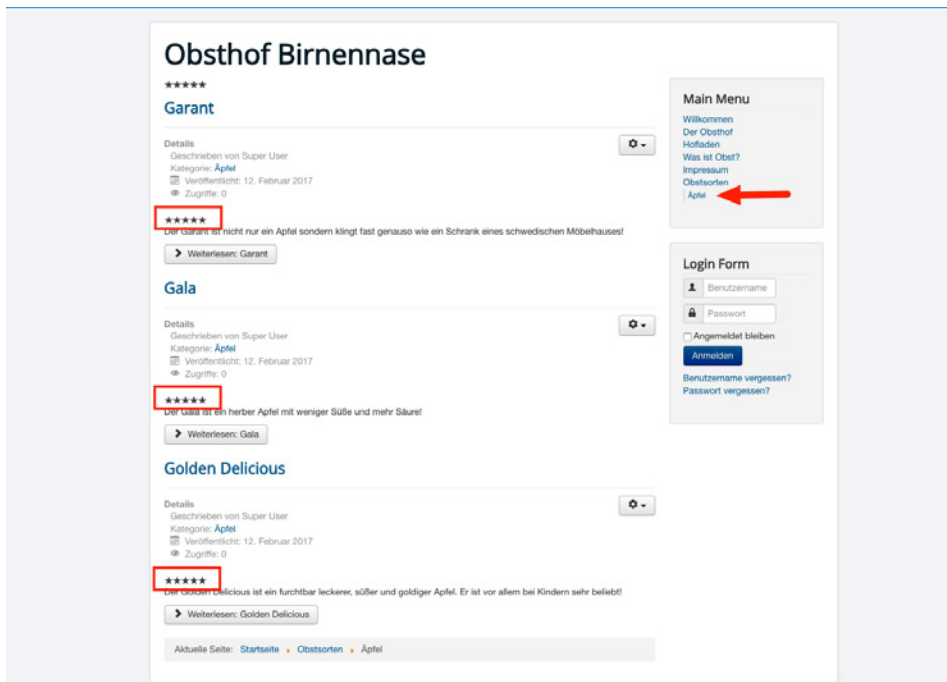 Obsthof Birnennase
★★★★★
Garant
Details
Geschrieben von Super User
Kategorie: Äpfel
Veröffentlicht: 12. Februar 2017
Zugriffe: 0
★★★★★
Der Garant ist nicht nur ein Apfel sondern klingt fast genauso wie ein Schrank eines schwedischen Möbelhauses!
Weiterlesen: Garant
Gala
Details
Geschrieben von Super User
Kategorie: Äpfel
Veröffentlicht: 12. Februar 2017
Zugriffe: 0
★★★★★
Der Gala ist ein herber Apfel mit weniger Süße und mehr Säure!
Weiterlesen: Gala
Golden Delicious
Details
Geschrieben von Super User
Kategorie: Äpfel
Veröffentlicht: 12. Februar 2017
Zugriffe: 0
★★★★★
Der Golden Delicious ist ein furchtbar leckerer, süßer und goldiger Apfel. Er ist vor allem bei Kindern sehr beliebt!
Weiterlesen: Golden Delicious
Aktuelle Seite: Startseite Obstsorten Äpfel
Main Menu
Willkommen
Der Obsthof
Hofladen
Was ist Obst?
Impressum
Obstsorten
Äpfel
Login Form
Benutzername
Passwort
Angemeldet bleiben
Anmelden
Benutzername vergessen?
Passwort vergessen?